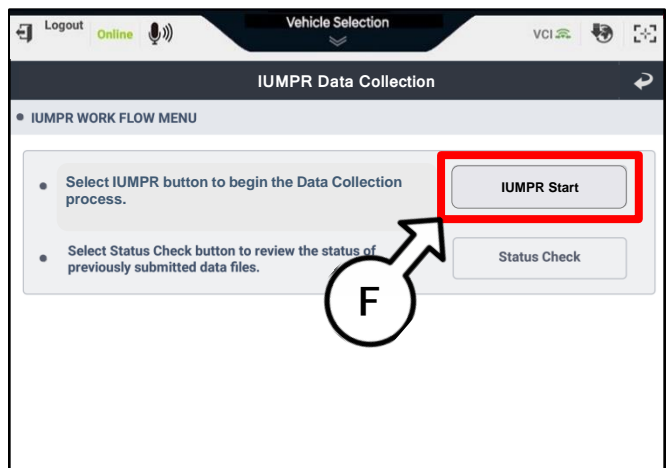 Logout Online Vehicle Selection VCI
IUMPR Data Collection
IUMPR WORK FLOW MENU
Select IUMPR button to begin the Data Collection
process.
IUMPR Start
Select Status Check button to review the status of
previously submitted data files.
Status Check
F